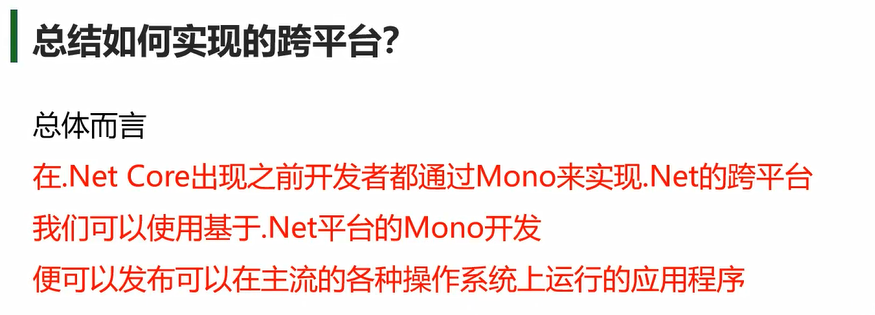 总结如何实现的跨平台?
总体而言
在.Net Core出现之前开发者都通过Mono来实现.Net的跨平台
我们可以使用基于.Net平台的Mono开发
便可以发布可以在主流的各种操作系统上运行的应用程序